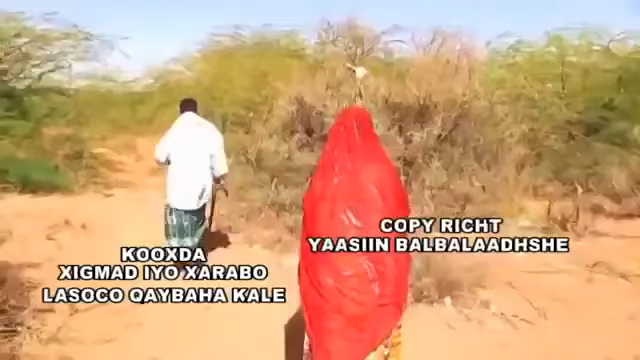 COPY RICHT
YAASIIN BALBALAADHSHE
KOOXDA
XIGMAD IYO XARABO
LASOCO QAYBAHA KALE